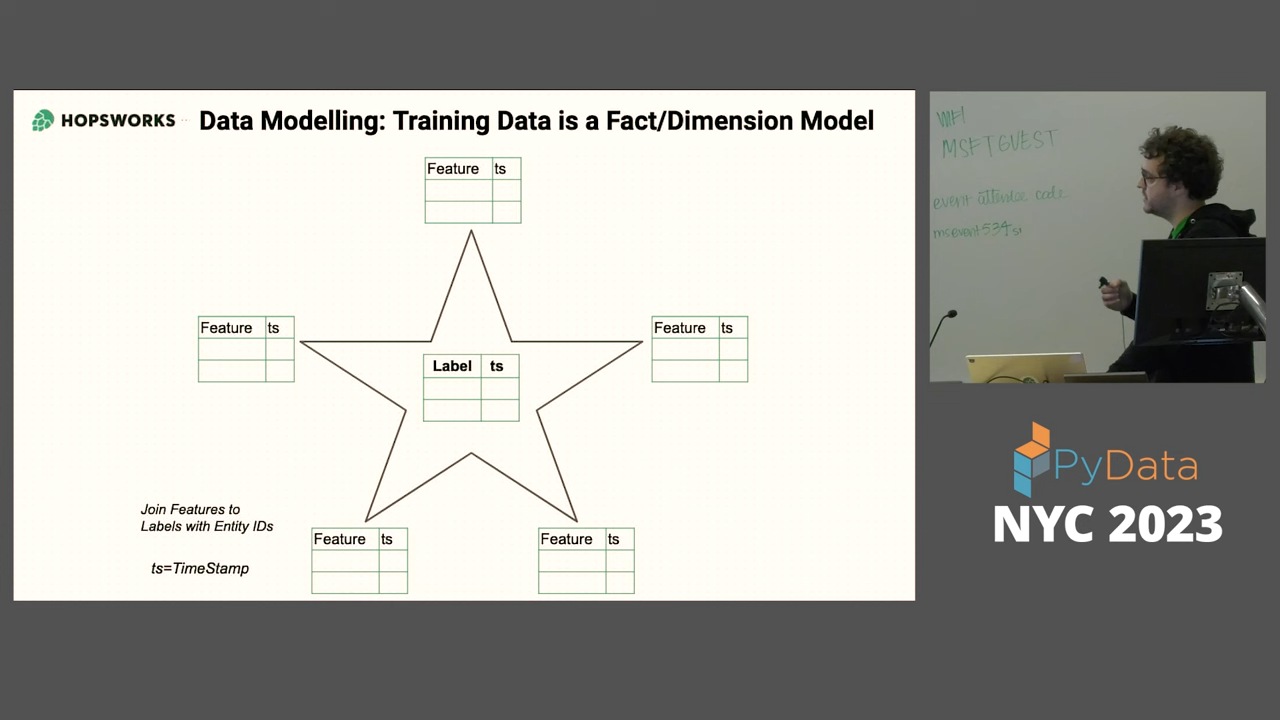 HOPSWORKS
Data Modelling: Training Data is a Fact/Dimension Model
Feature ts
Feature ts
Feature ts
Label ts
Join Features to
Labels with Entity IDs
ts=TimeStamp
Feature ts
Feature ts
MSFTGUEST
event attendee code
PyData
NYC 2023